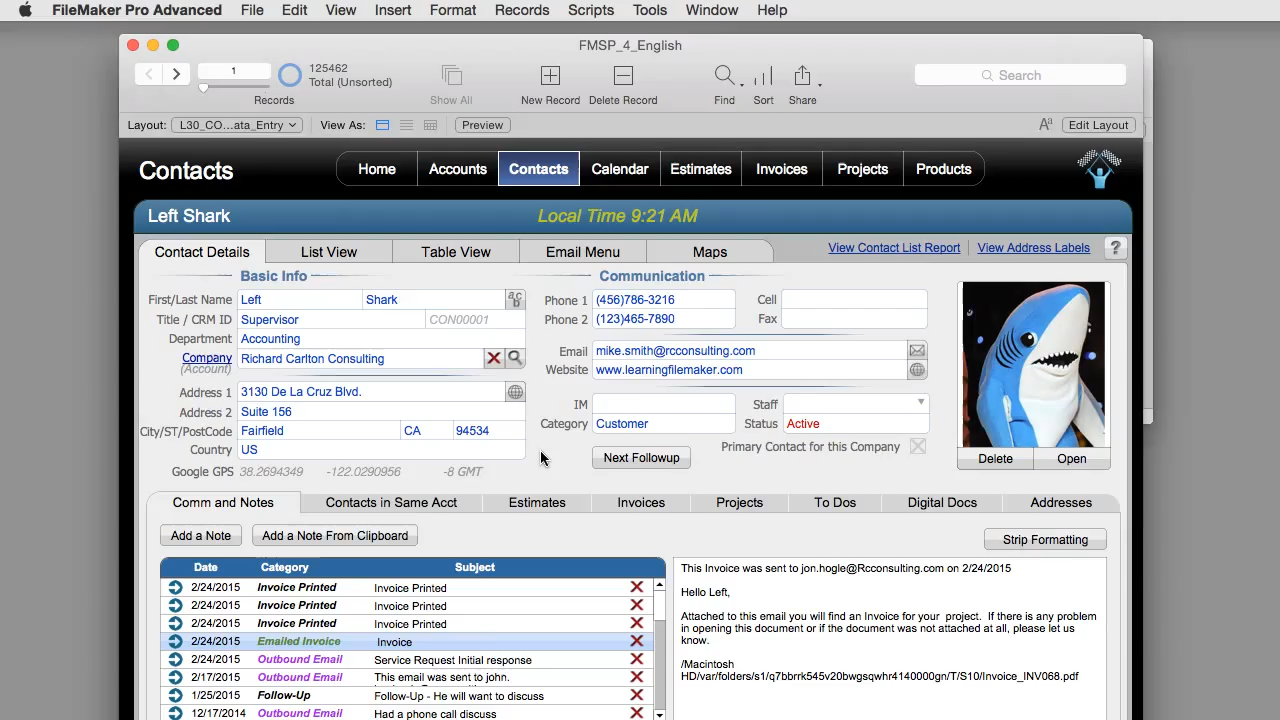 FileMaker Pro Advanced File Edit View Insert Format Records Scripts Tools Window Help
FMSP_4_English
1 125462 Total (Unsorted)
Records Show All New Record Delete Record Find Sort Share Search
Layout: L30_CO...ata_Entry View As: Preview Aa Edit Layout
Contacts Home Accounts Contacts Calendar Estimates Invoices Projects Products
Left Shark Local Time 9:21 AM
Contact Details List View Table View Email Menu Maps View Contact List Report View Address Labels ?
Basic Info Communication
First/Last Name Left Shark Phone 1 (456)786-3216 Cell
Title / CRM ID Supervisor CON00001 Phone 2 (123)465-7890 Fax
Department Accounting
Company Richard Carlton Consulting Email mike.smith@rcconsulting.com
(Account) Website www.learningfilemaker.com
Address 1 3130 De La Cruz Blvd.
Address 2 Suite 156 IM Staff
City/ST/PostCode Fairfield CA 94534 Category Customer Status Active
Country US Primary Contact for this Company
Google GPS 38.2694349 -122.0290956 -8 GMT Next Followup Delete Open
Comm and Notes Contacts in Same Acct Estimates Invoices Projects To Dos Digital Docs Addresses
Add a Note Add a Note From Clipboard Strip Formatting
Date Category Subject
2/24/2015 Invoice Printed Invoice Printed
2/24/2015 Invoice Printed Invoice Printed
2/24/2015 Invoice Printed Invoice Printed
2/24/2015 Emailed Invoice Invoice
2/24/2015 Outbound Email Service Request Initial response
2/17/2015 Outbound Email This email was sent to john.
1/25/2015 Follow-Up Follow-Up - He will want to discuss
12/17/2014 Outbound Email Had a phone call discuss
This Invoice was sent to jon.hogle@Rcconsulting.com on 2/24/2015
Hello Left,
Attached to this email you will find an Invoice for your project. If there is any problem
in opening this document or if the document was not attached at all, please let us
know.
/Macintosh
HD/var/folders/s1/q7bbrrk545v20bwgsqwhr4140000gn/T/S10/Invoice_INV068.pdf